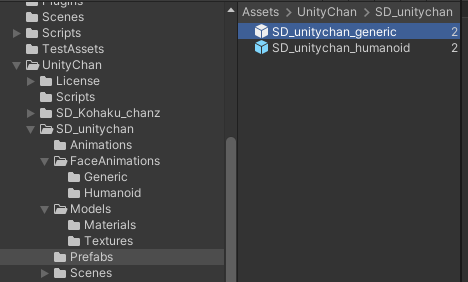 Plugins
Scenes
Scripts
TestAssets
UnityChan
License
Scripts
SD_Kohaku_chanz
SD_unitychan
Animations
FaceAnimations
Generic
Humanoid
Models
Materials
Textures
Prefabs
Scenes
Assets > UnityChan > SD_unitychan
SD_unitychan_generic 2
SD_unitychan_humanoid 2